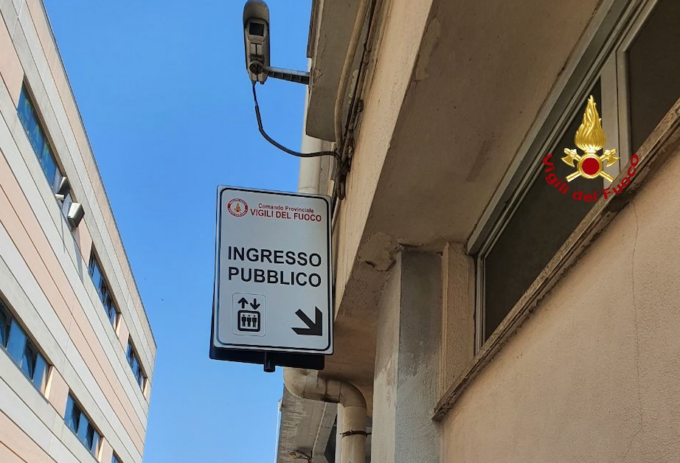 Comando Provinciale
VIGILI DEL FUOCO
INGRESSO
PUBBLICO
Vigili del Fuoco